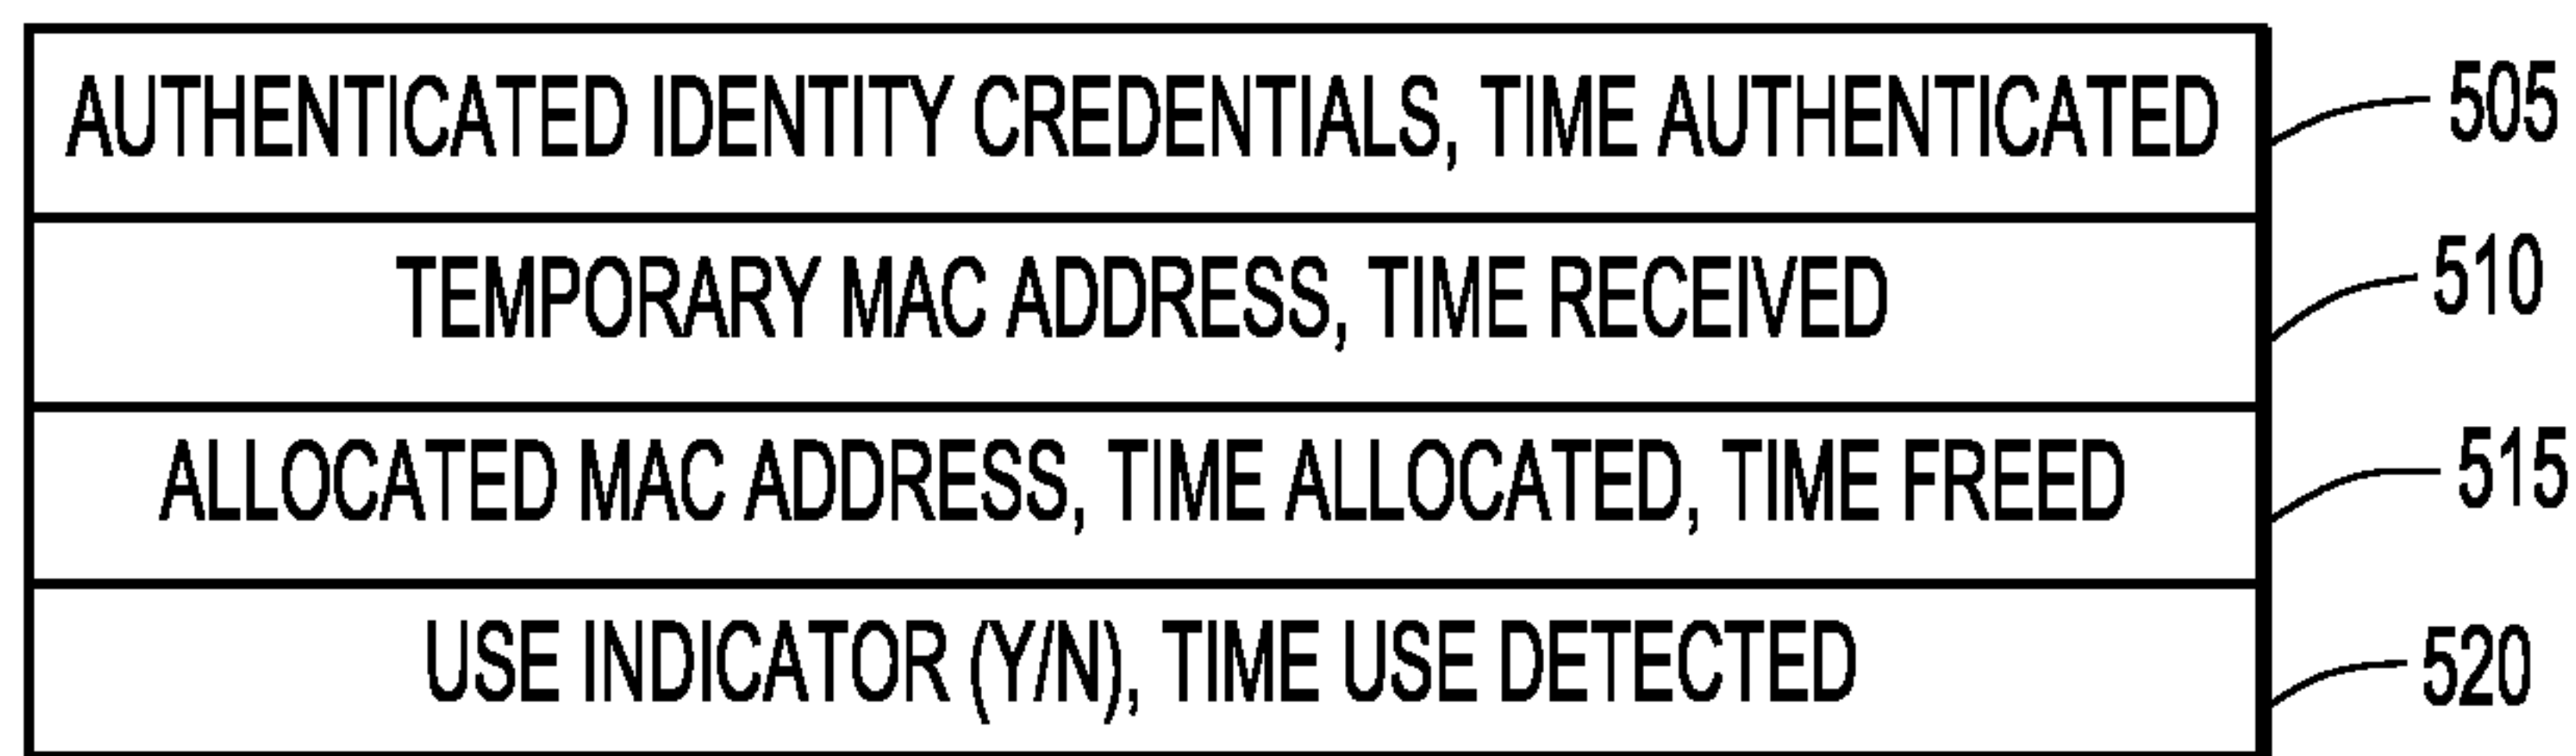 AUTHENTICATED IDENTITY CREDENTIALS, TIME AUTHENTICATED 505
TEMPORARY MAC ADDRESS, TIME RECEIVED 510
ALLOCATED MAC ADDRESS, TIME ALLOCATED, TIME FREED 515
USE INDICATOR (Y/N), TIME USE DETECTED 520